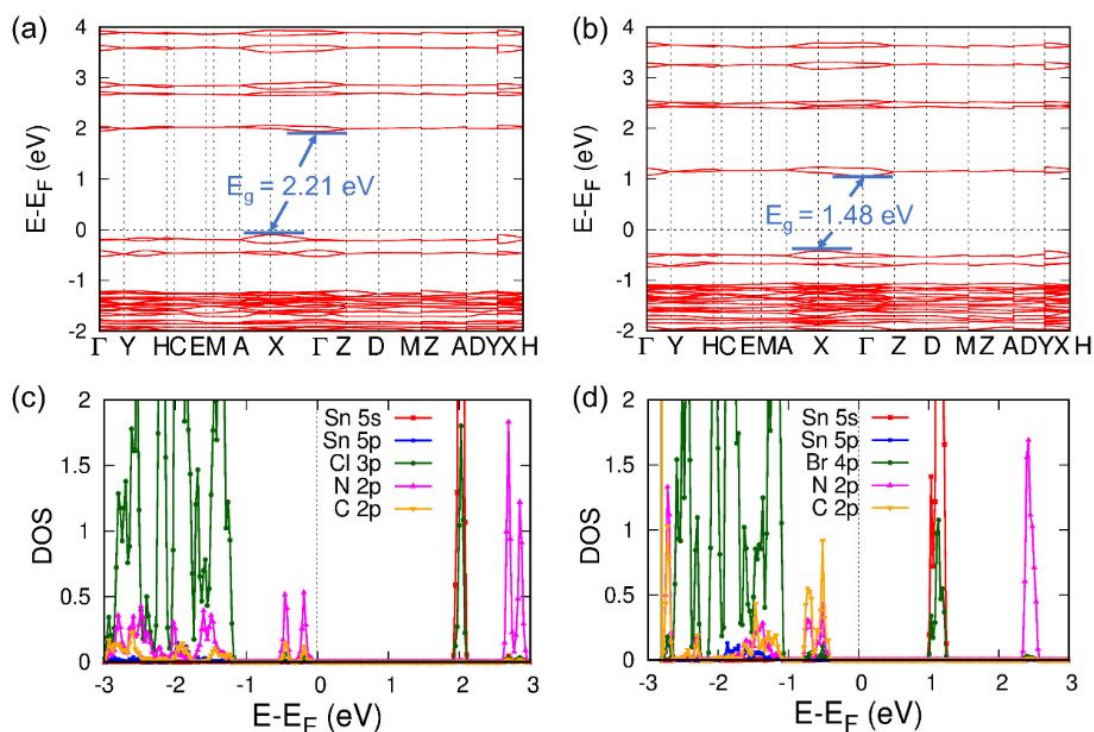 (a)
4
3
2
1
0
-1
-2
E-E_F (eV)
E_g = 2.21 eV
Γ Y HC EM A X Γ Z D M Z A DYX H
(b)
4
3
2
1
0
-1
-2
E-E_F (eV)
E_g = 1.48 eV
Γ Y HC EMA X Γ Z D M Z A DYX H
(c)
2
1.5
1
0.5
0
DOS
Sn 5s
Sn 5p
Cl 3p
N 2p
C 2p
-3 -2 -1 0 1 2 3
E-E_F (eV)
(d)
2
1.5
1
0.5
0
DOS
Sn 5s
Sn 5p
Br 4p
N 2p
C 2p
-3 -2 -1 0 1 2 3
E-E_F (eV)